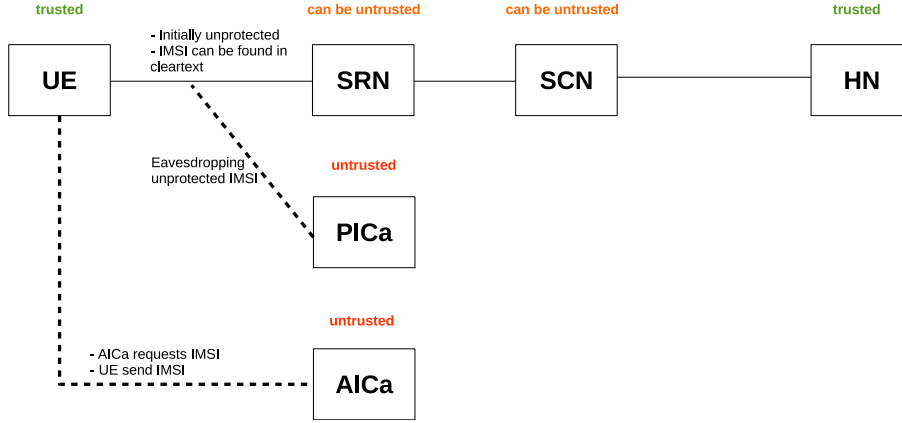 trusted
can be untrusted
can be untrusted
trusted
- Initially unprotected
- IMSI can be found in
cleartext
UE
SRN
SCN
HN
Eavesdropping
unprotected IMSI
untrusted
PICa
untrusted
- AICa requests IMSI
- UE send IMSI
AICa